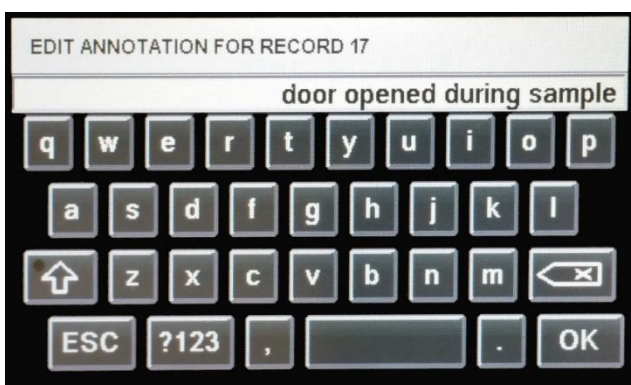 EDIT ANNOTATION FOR RECORD 17
door opened during sample
q w e r t y u i o p
a s d f g h j k l
z x c v b n m
ESC ?123 , . OK